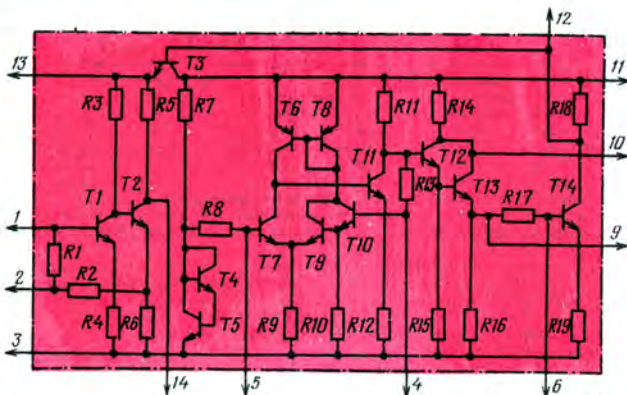 12
13 T3 11
R3 R5 R7 T6 T8 R11 R14 R18
T11 T12 10
T1 T2 R13 T13 R17 T14
1 R8
R1 T10 9
R2 T4 T7 T9
2
T5
R4 R6 R9 R10 R12 R15 R16 R19
3
14 5 4 6